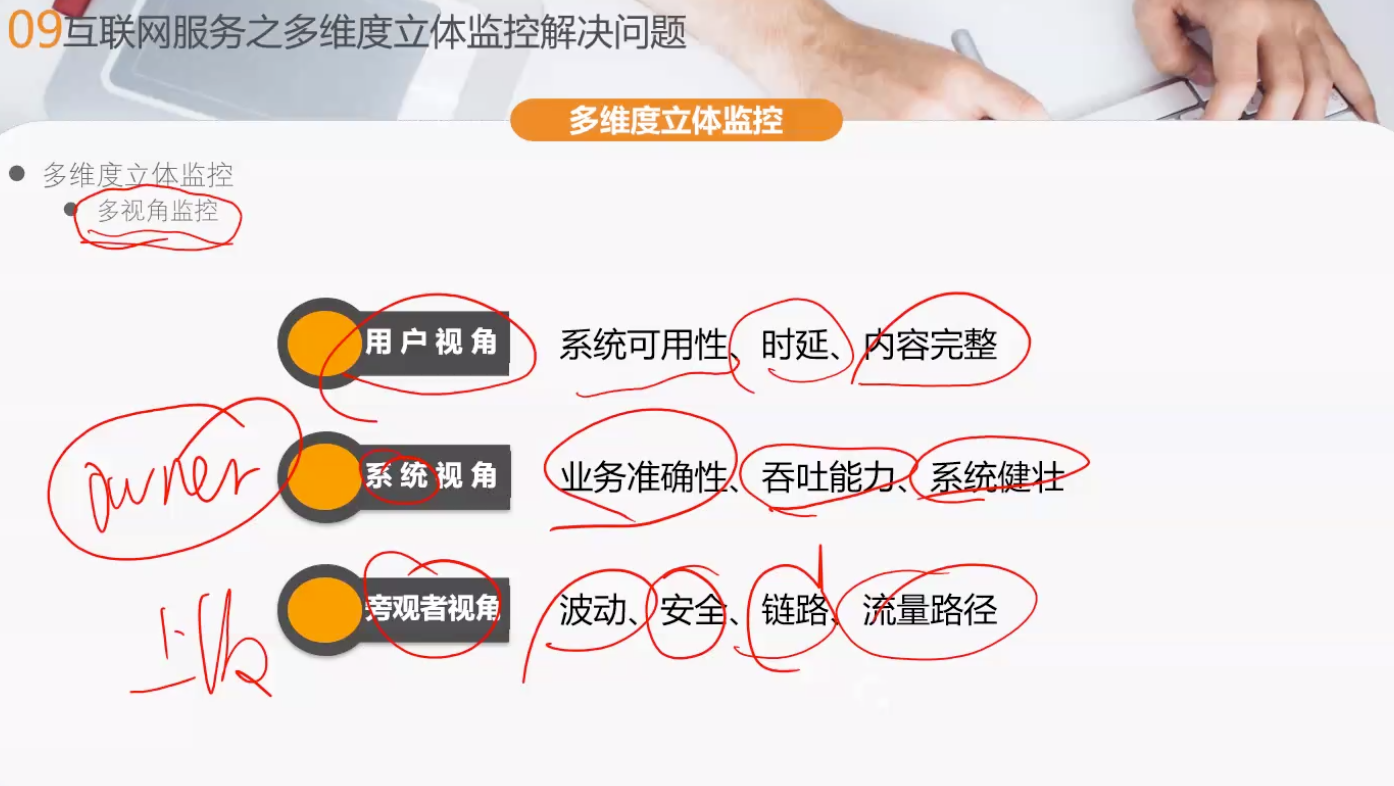 09互联网服务之多维度立体监控解决问题
多维度立体监控
多维度立体监控
多视角监控
用户视角 系统可用性、时延、内容完整
owner 系统视角 业务准确性、吞吐能力、系统健壮
上级 旁观者视角 波动、安全、链路、流量路径